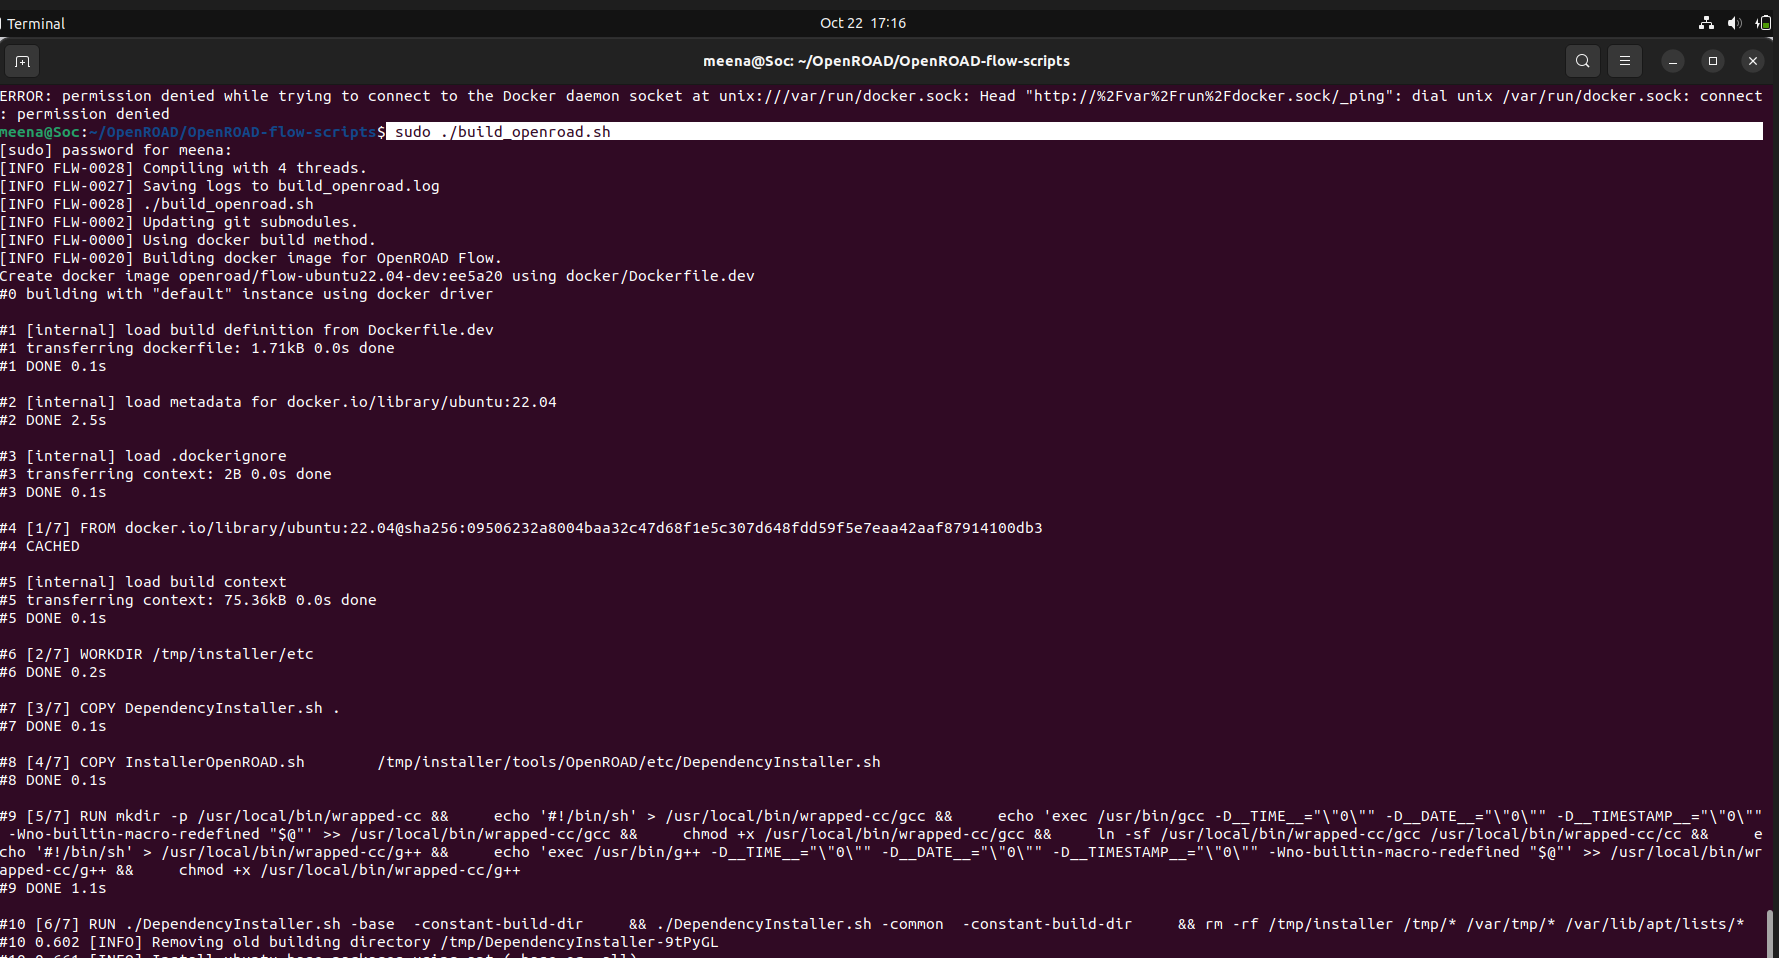 Terminal
Oct 22 17:16
meena@Soc: ~/OpenROAD/OpenROAD-flow-scripts
ERROR: permission denied while trying to connect to the Docker daemon socket at unix:///var/run/docker.sock: Head "http://%2Fvar%2Frun%2Fdocker.sock/_ping": dial unix /var/run/docker.sock: connect
: permission denied
meena@Soc:~/OpenROAD/OpenROAD-flow-scripts$ sudo ./build_openroad.sh
[sudo] password for meena:
[INFO FLW-0028] Compiling with 4 threads.
[INFO FLW-0027] Saving logs to build_openroad.log
[INFO FLW-0028] ./build_openroad.sh
[INFO FLW-0002] Updating git submodules.
[INFO FLW-0000] Using docker build method.
[INFO FLW-0020] Building docker image for OpenROAD Flow.
Create docker image openroad/flow-ubuntu22.04-dev:ee5a20 using docker/Dockerfile.dev
#0 building with "default" instance using docker driver
#1 [internal] load build definition from Dockerfile.dev
#1 transferring dockerfile: 1.71kB 0.0s done
#1 DONE 0.1s
#2 [internal] load metadata for docker.io/library/ubuntu:22.04
#2 DONE 2.5s
#3 [internal] load .dockerignore
#3 transferring context: 2B 0.0s done
#3 DONE 0.1s
#4 [1/7] FROM docker.io/library/ubuntu:22.04@sha256:09506232a8004baa32c47d68f1e5c307d648fdd59f5e7eaa42aaf87914100db3
#4 CACHED
#5 [internal] load build context
#5 transferring context: 75.36kB 0.0s done
#5 DONE 0.1s
#6 [2/7] WORKDIR /tmp/installer/etc
#6 DONE 0.2s
#7 [3/7] COPY DependencyInstaller.sh .
#7 DONE 0.1s
#8 [4/7] COPY InstallerOpenROAD.sh        /tmp/installer/tools/OpenROAD/etc/DependencyInstaller.sh
#8 DONE 0.1s
#9 [5/7] RUN mkdir -p /usr/local/bin/wrapped-cc &&     echo '#!/bin/sh' > /usr/local/bin/wrapped-cc/gcc &&     echo 'exec /usr/bin/gcc -D__TIME__="\"0\"" -D__DATE__="\"0\"" -D__TIMESTAMP__="\"0\""
 -Wno-builtin-macro-redefined "$@"' >> /usr/local/bin/wrapped-cc/gcc &&     chmod +x /usr/local/bin/wrapped-cc/gcc &&     ln -sf /usr/local/bin/wrapped-cc/gcc /usr/local/bin/wrapped-cc/cc &&     e
cho '#!/bin/sh' > /usr/local/bin/wrapped-cc/g++ &&     echo 'exec /usr/bin/g++ -D__TIME__="\"0\"" -D__DATE__="\"0\"" -D__TIMESTAMP__="\"0\"" -Wno-builtin-macro-redefined "$@"' >> /usr/local/bin/wr
apped-cc/g++ &&     chmod +x /usr/local/bin/wrapped-cc/g++
#9 DONE 1.1s
#10 [6/7] RUN ./DependencyInstaller.sh -base  -constant-build-dir     && ./DependencyInstaller.sh -common  -constant-build-dir     && rm -rf /tmp/installer /tmp/* /var/tmp/* /var/lib/apt/lists/*
#10 0.602 [INFO] Removing old building directory /tmp/DependencyInstaller-9tPyGL